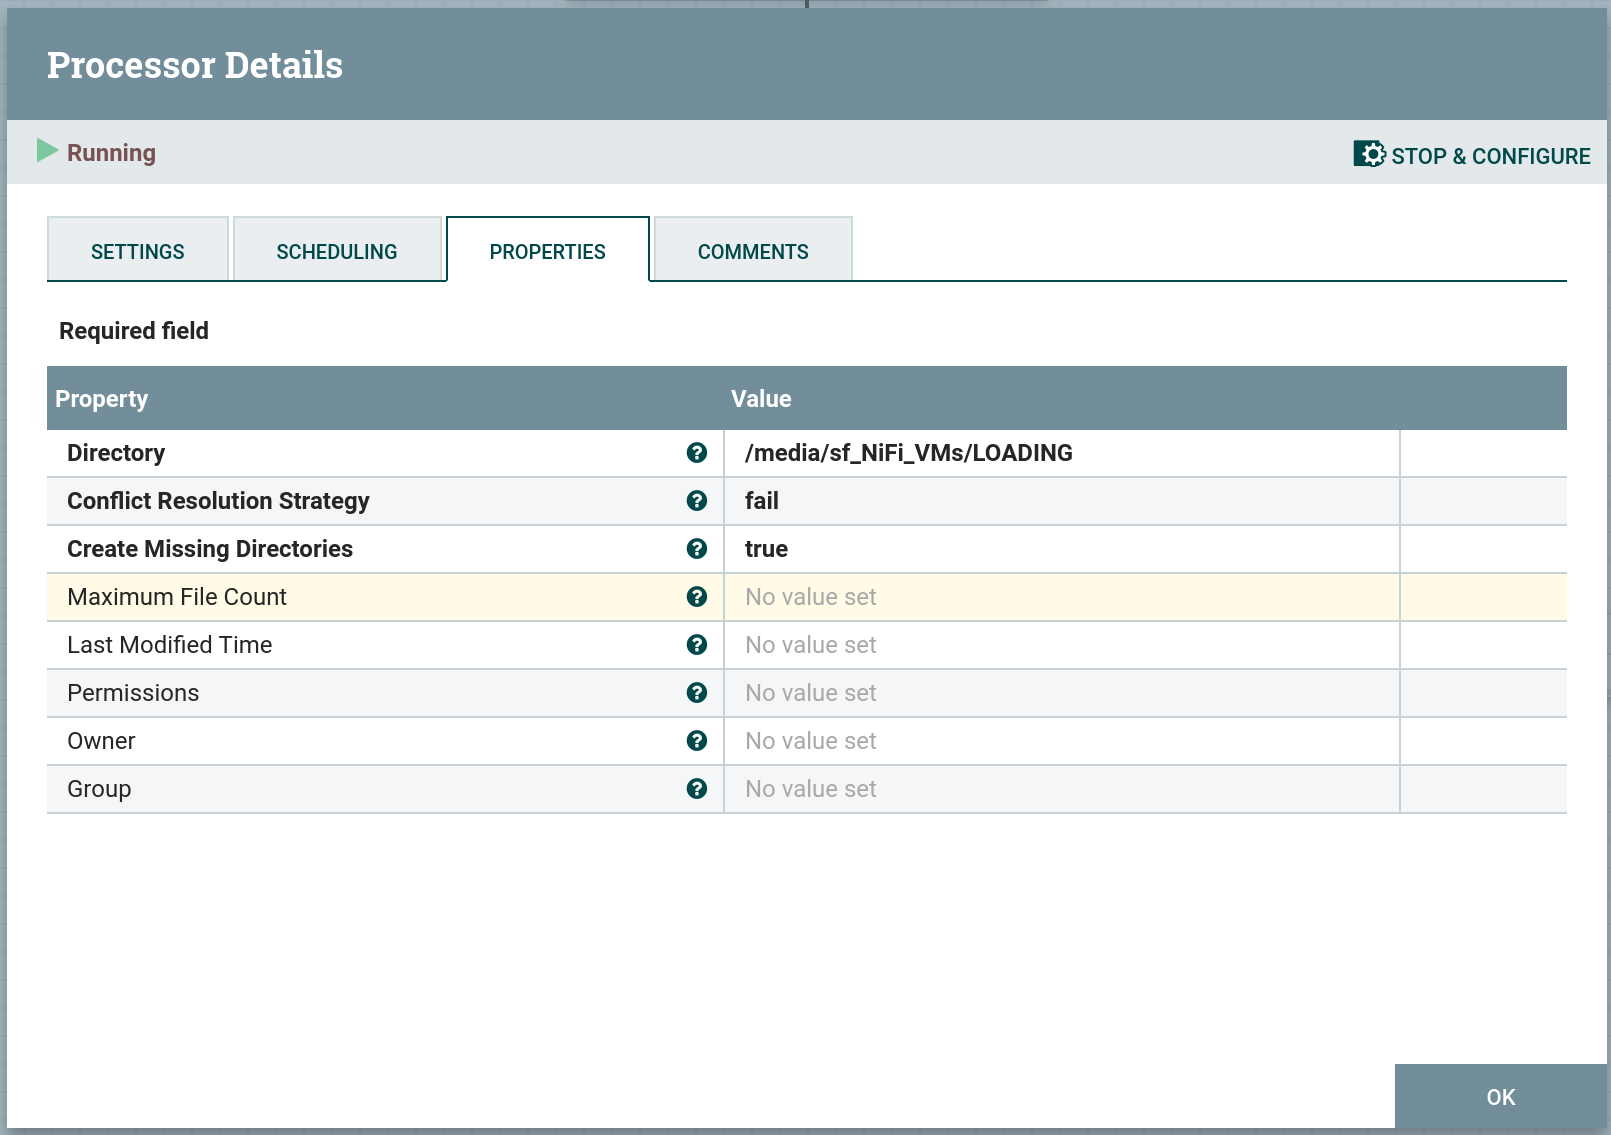 Processor Details
Running
STOP & CONFIGURE
SETTINGS SCHEDULING PROPERTIES COMMENTS
Required field
Property Value
Directory ? /media/sf_NiFi_VMs/LOADING
Conflict Resolution Strategy ? fail
Create Missing Directories ? true
Maximum File Count ? No value set
Last Modified Time ? No value set
Permissions ? No value set
Owner ? No value set
Group ? No value set
OK